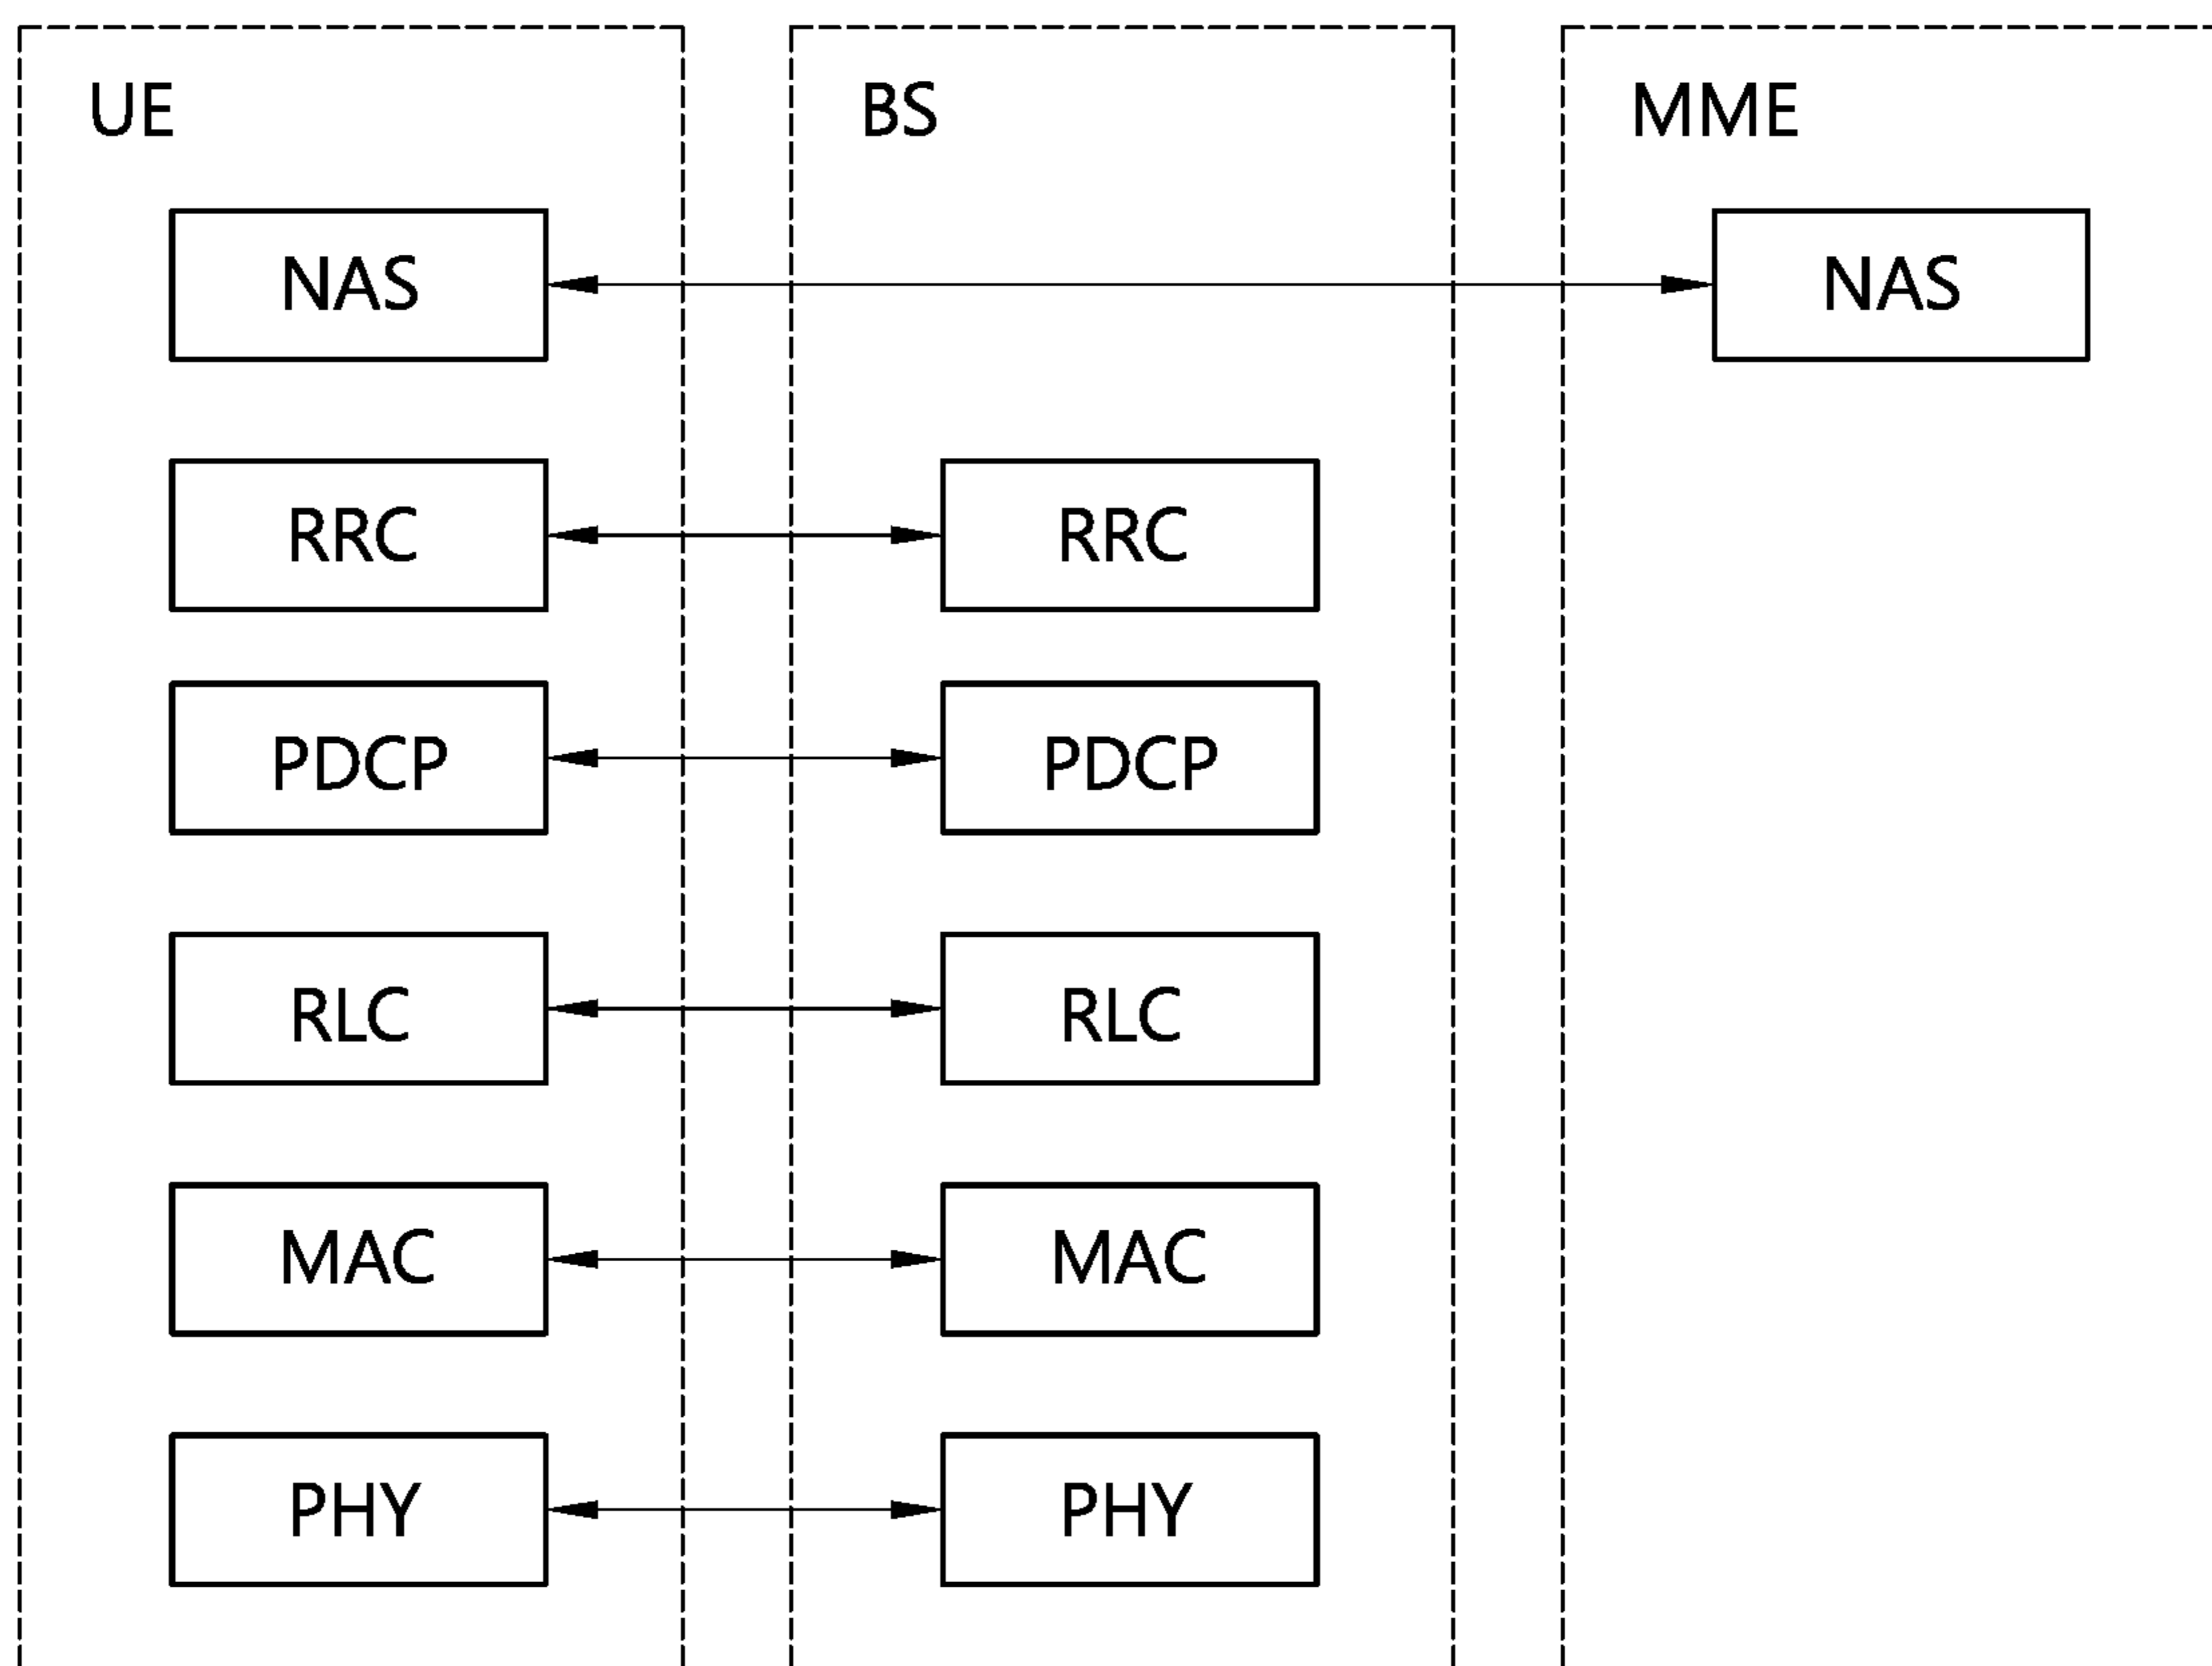 UE BS MME
NAS NAS
RRC RRC
PDCP PDCP
RLC RLC
MAC MAC
PHY PHY